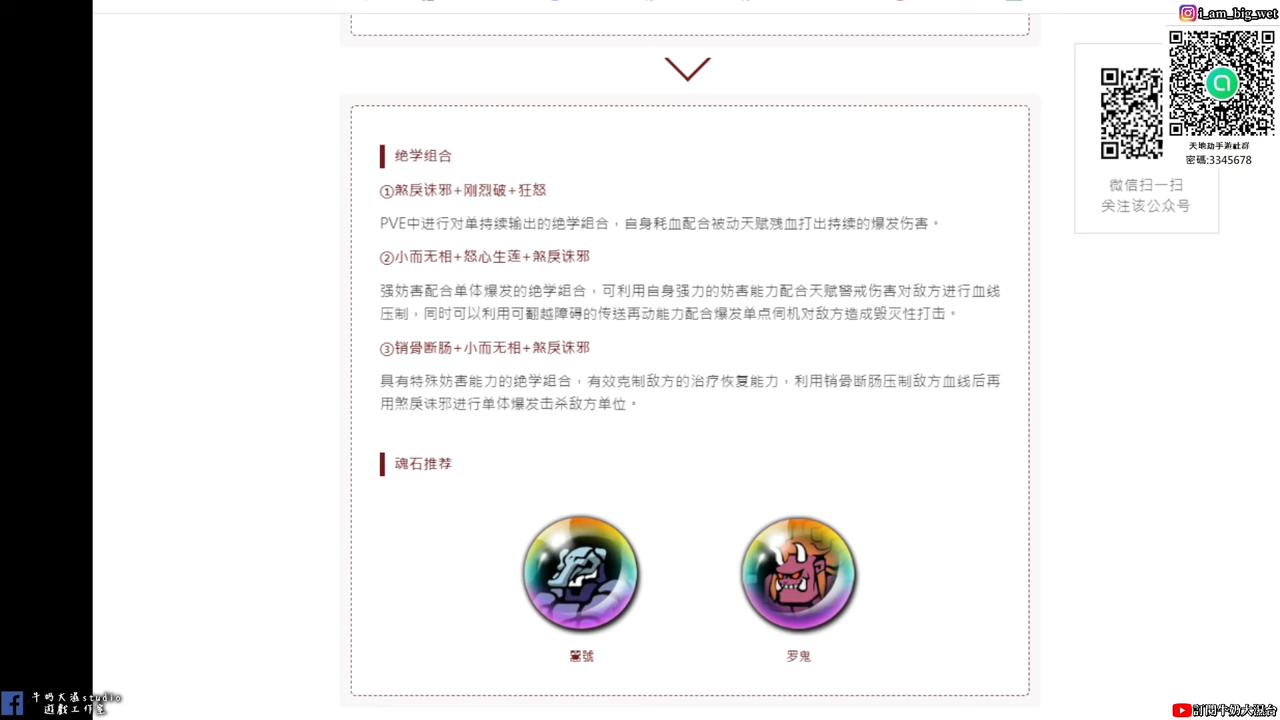 i_am_big_wet
天地劫手游社群
密碼:3345678
微信扫一扫
关注该公众号
绝学组合
①煞戾诛邪+刚烈破+狂怒
PVE中进行对单持续输出的绝学组合，自身耗血配合被动天赋残血打出持续的爆发伤害。
②小而无相+怒心生莲+煞戾诛邪
强妨害配合单体爆发的绝学组合，可利用自身强力的妨害能力配合天赋警戒伤害对敌方进行血线
压制，同时可以利用可翻越障碍的传送再动能力配合爆发单点伺机对敌方造成毁灭性打击。
③销骨断肠+小而无相+煞戾诛邪
具有特殊妨害能力的绝学组合，有效克制敌方的治疗恢复能力，利用销骨断肠压制敌方血线后再
用煞戾诛邪进行单体爆发击杀敌方单位。
魂石推荐
號
罗鬼
牛奶大濕studio
遊戲工作室
訂閱牛奶大濕台